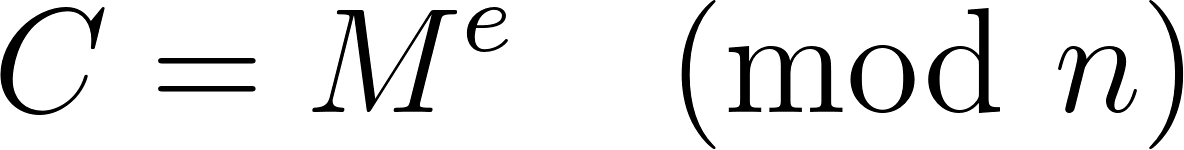 C = M^e (mod n)